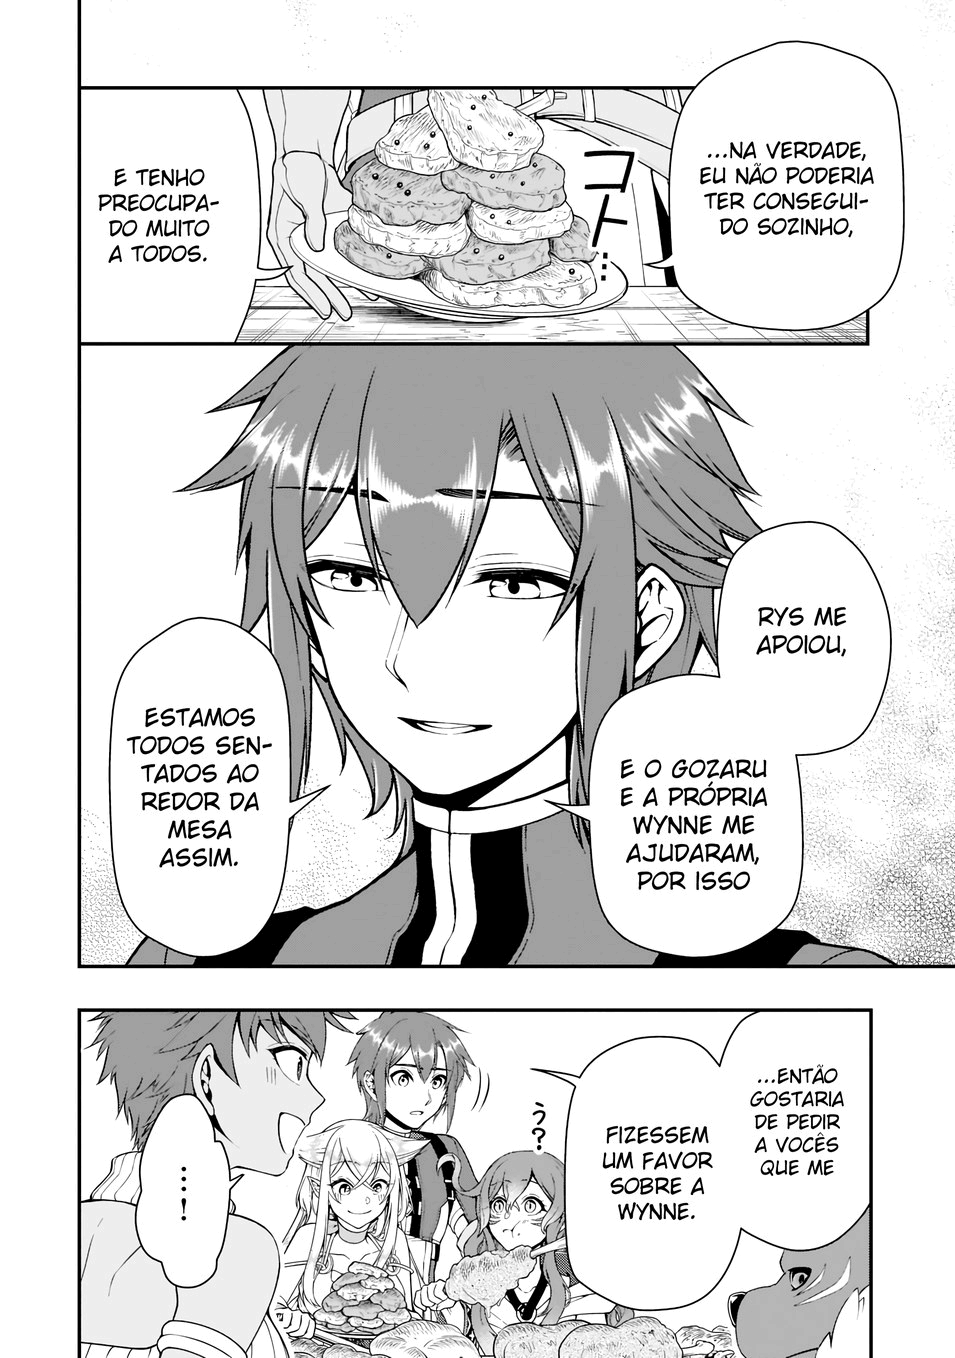 ...NA VERDADE,
EU NÃO PODERIA
TER CONSEGUI-
DO SOZINHO,
コトッ...
E TENHO
PREOCUPA-
DO MUITO
A TODOS.
RYS ME
APOIOU,
E O GOZARU
E A PRÓPRIA
WYNNE ME
AJUDARAM,
POR ISSO
ESTAMOS
TODOS SEN-
TADOS AO
REDOR DA
MESA
ASSIM.
...ENTÃO
GOSTARIA
DE PEDIR
A VOCÊS
QUE ME
FIZESSEM
UM FAVOR
SOBRE A
WYNNE.
う?
...!